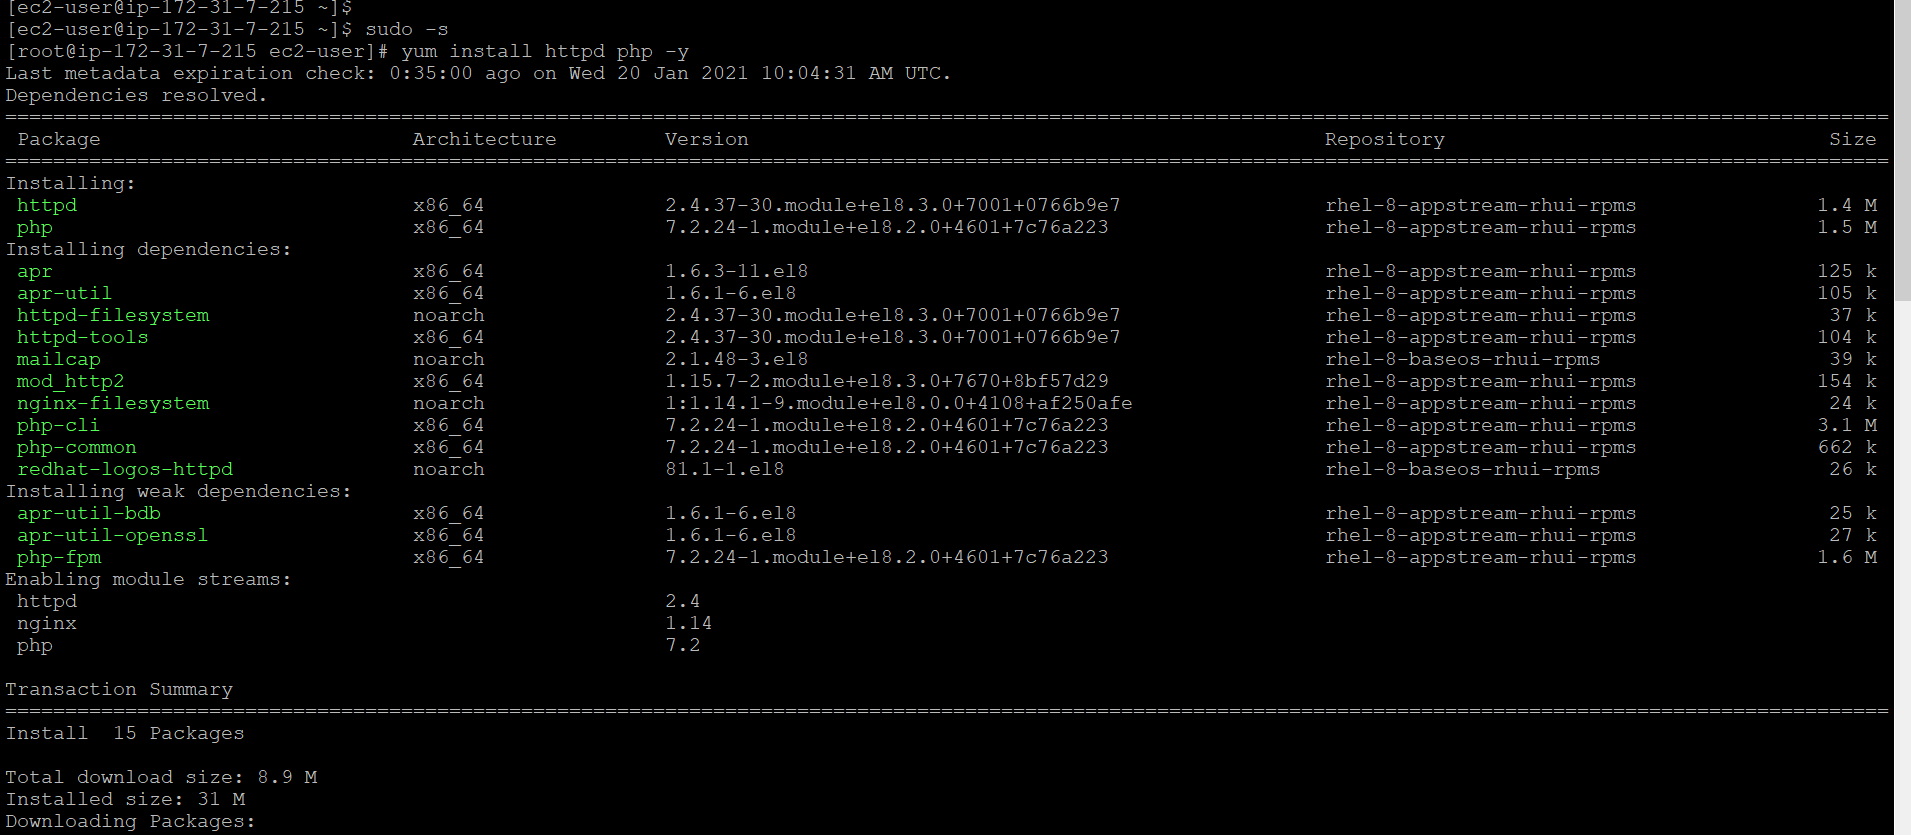 [ec2-user@ip-172-31-7-215 ~]$
[ec2-user@ip-172-31-7-215 ~]$ sudo -s
[root@ip-172-31-7-215 ec2-user]# yum install httpd php -y
Last metadata expiration check: 0:35:00 ago on Wed 20 Jan 2021 10:04:31 AM UTC.
Dependencies resolved.
================================================================================
Package Architecture Version Repository Size
================================================================================
Installing:
httpd x86_64 2.4.37-30.module+el8.3.0+7001+0766b9e7 rhel-8-appstream-rhui-rpms 1.4 M
php x86_64 7.2.24-1.module+el8.2.0+4601+7c76a223 rhel-8-appstream-rhui-rpms 1.5 M
Installing dependencies:
apr x86_64 1.6.3-11.el8 rhel-8-appstream-rhui-rpms 125 k
apr-util x86_64 1.6.1-6.el8 rhel-8-appstream-rhui-rpms 105 k
httpd-filesystem noarch 2.4.37-30.module+el8.3.0+7001+0766b9e7 rhel-8-appstream-rhui-rpms 37 k
httpd-tools x86_64 2.4.37-30.module+el8.3.0+7001+0766b9e7 rhel-8-appstream-rhui-rpms 104 k
mailcap noarch 2.1.48-3.el8 rhel-8-baseos-rhui-rpms 39 k
mod_http2 x86_64 1.15.7-2.module+el8.3.0+7670+8bf57d29 rhel-8-appstream-rhui-rpms 154 k
nginx-filesystem noarch 1:1.14.1-9.module+el8.0.0+4108+af250afe rhel-8-appstream-rhui-rpms 24 k
php-cli x86_64 7.2.24-1.module+el8.2.0+4601+7c76a223 rhel-8-appstream-rhui-rpms 3.1 M
php-common x86_64 7.2.24-1.module+el8.2.0+4601+7c76a223 rhel-8-appstream-rhui-rpms 662 k
redhat-logos-httpd noarch 81.1-1.el8 rhel-8-baseos-rhui-rpms 26 k
Installing weak dependencies:
apr-util-bdb x86_64 1.6.1-6.el8 rhel-8-appstream-rhui-rpms 25 k
apr-util-openssl x86_64 1.6.1-6.el8 rhel-8-appstream-rhui-rpms 27 k
php-fpm x86_64 7.2.24-1.module+el8.2.0+4601+7c76a223 rhel-8-appstream-rhui-rpms 1.6 M
Enabling module streams:
httpd 2.4
nginx 1.14
php 7.2
Transaction Summary
================================================================================
Install 15 Packages
Total download size: 8.9 M
Installed size: 31 M
Downloading Packages: